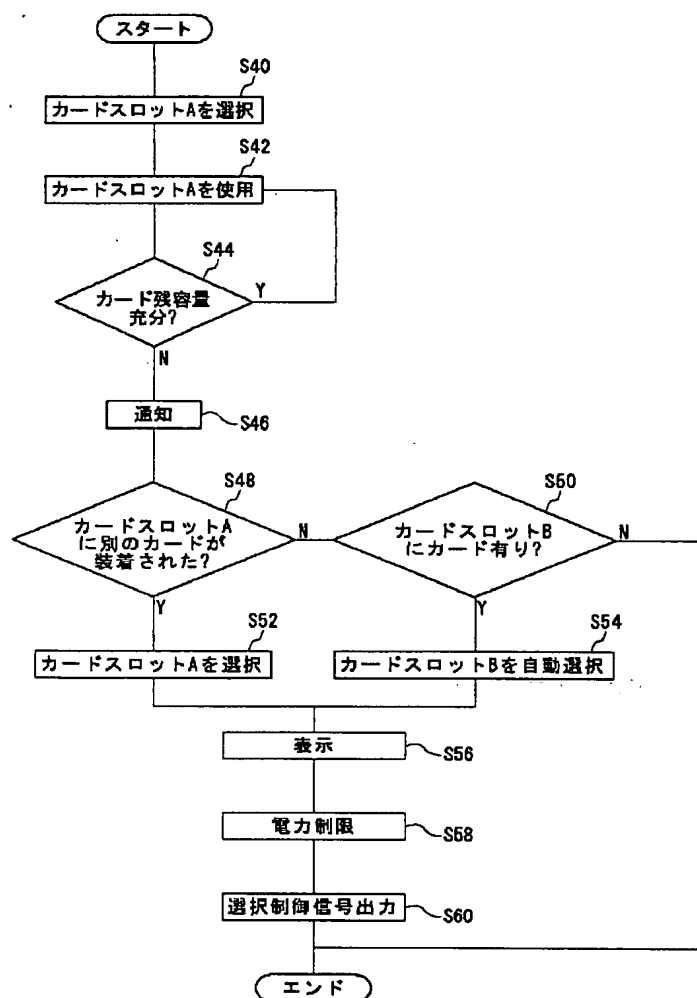 スタート
S40
カードスロットAを選択
S42
カードスロットAを使用
S44
カード残容量
充分?
Y
N
通知
S46
S48
カードスロットA
に別のカードが
装着された?
N
Y
S50
カードスロットB
にカード有り?
N
Y
S52
カードスロットAを選択
S54
カードスロットBを自動選択
表示
S56
電力制限
S58
選択制御信号出力
S60
エンド